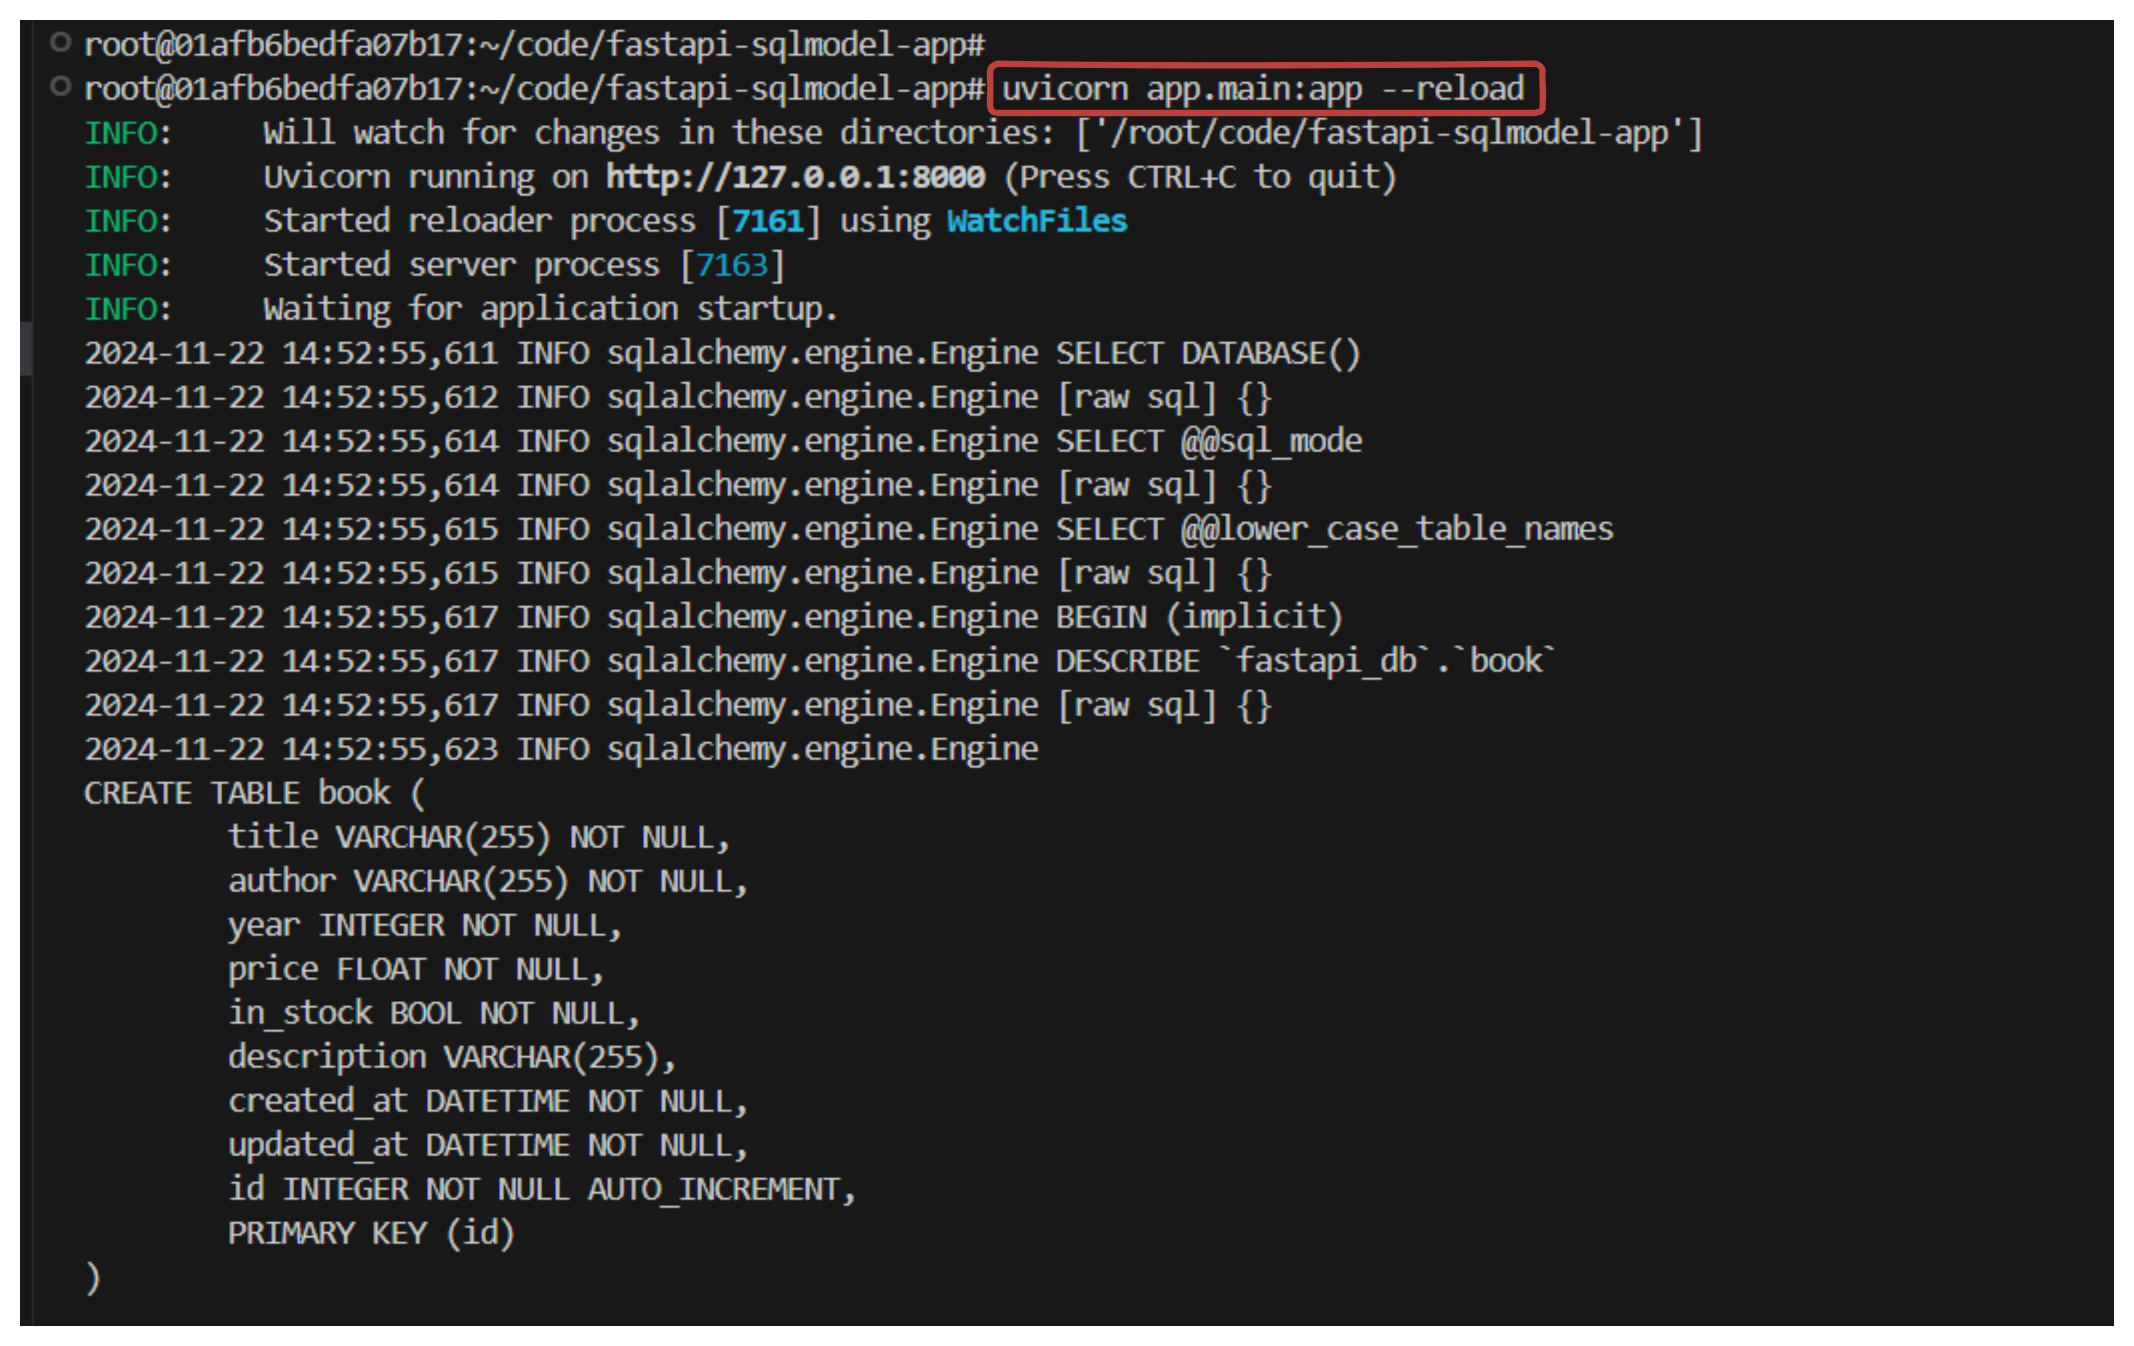 root@01afb6bedfa07b17:~/code/fastapi-sqlmodel-app#
root@01afb6bedfa07b17:~/code/fastapi-sqlmodel-app# uvicorn app.main:app --reload
INFO:     Will watch for changes in these directories: ['/root/code/fastapi-sqlmodel-app']
INFO:     Uvicorn running on http://127.0.0.1:8000 (Press CTRL+C to quit)
INFO:     Started reloader process [7161] using WatchFiles
INFO:     Started server process [7163]
INFO:     Waiting for application startup.
2024-11-22 14:52:55,611 INFO sqlalchemy.engine.Engine SELECT DATABASE()
2024-11-22 14:52:55,612 INFO sqlalchemy.engine.Engine [raw sql] {}
2024-11-22 14:52:55,614 INFO sqlalchemy.engine.Engine SELECT @@sql_mode
2024-11-22 14:52:55,614 INFO sqlalchemy.engine.Engine [raw sql] {}
2024-11-22 14:52:55,615 INFO sqlalchemy.engine.Engine SELECT @@lower_case_table_names
2024-11-22 14:52:55,615 INFO sqlalchemy.engine.Engine [raw sql] {}
2024-11-22 14:52:55,617 INFO sqlalchemy.engine.Engine BEGIN (implicit)
2024-11-22 14:52:55,617 INFO sqlalchemy.engine.Engine DESCRIBE `fastapi_db`.`book`
2024-11-22 14:52:55,617 INFO sqlalchemy.engine.Engine [raw sql] {}
2024-11-22 14:52:55,623 INFO sqlalchemy.engine.Engine
CREATE TABLE book (
        title VARCHAR(255) NOT NULL,
        author VARCHAR(255) NOT NULL,
        year INTEGER NOT NULL,
        price FLOAT NOT NULL,
        in_stock BOOL NOT NULL,
        description VARCHAR(255),
        created_at DATETIME NOT NULL,
        updated_at DATETIME NOT NULL,
        id INTEGER NOT NULL AUTO_INCREMENT,
        PRIMARY KEY (id)
)